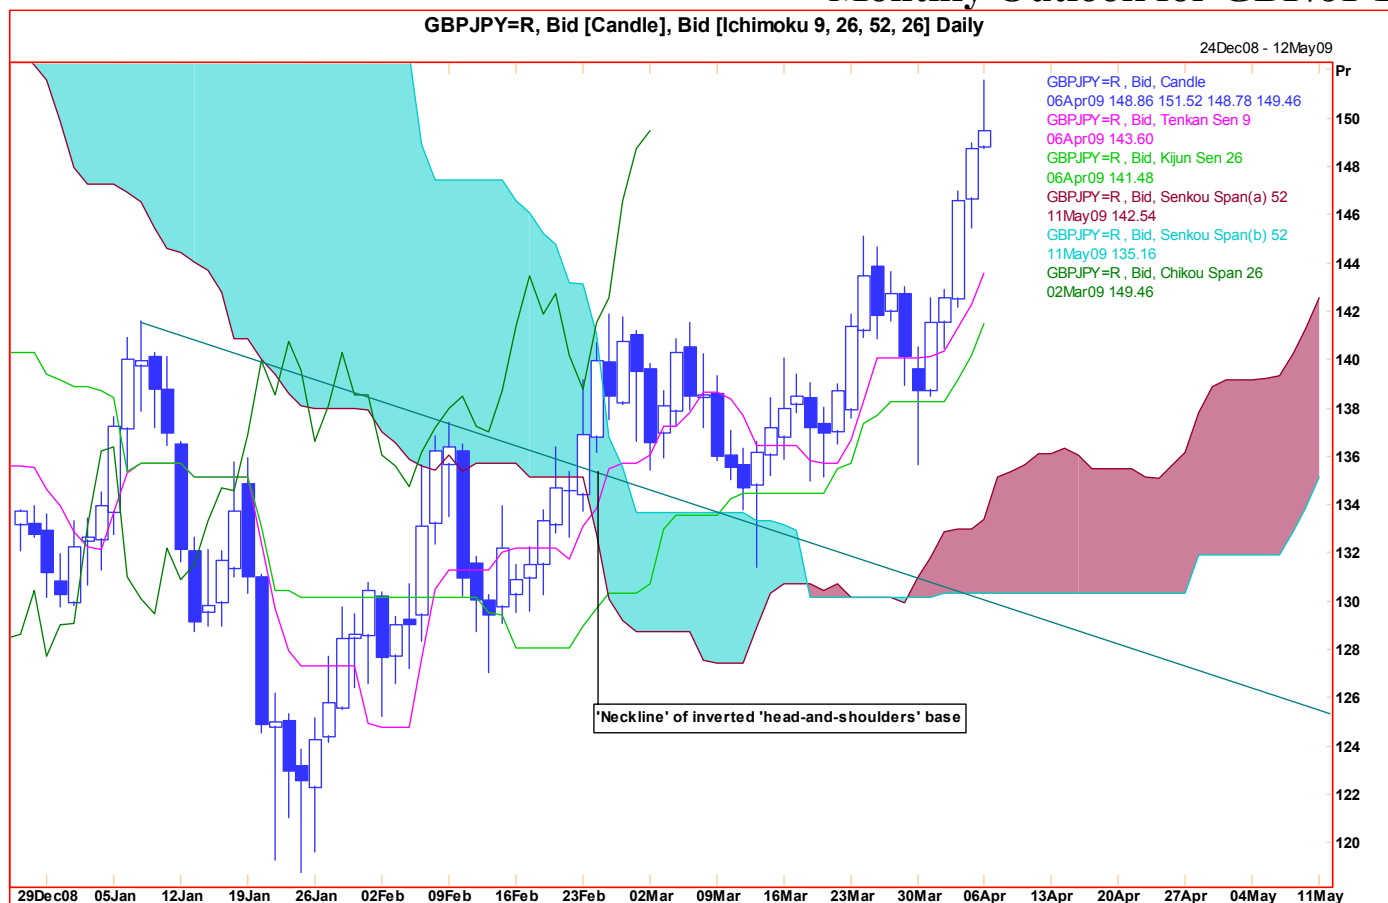 GBPJPY=R, Bid [Candle], Bid [Ichimoku 9, 26, 52, 26] Daily
24Dec08 - 12May09
Pr
GBPJPY=R , Bid, Candle
06Apr09 148.86 151.52 148.78 149.46
GBPJPY=R , Bid, Tenkan Sen 9
06Apr09 143.60
GBPJPY=R , Bid, Kijun Sen 26
06Apr09 141.48
GBPJPY=R , Bid, Senkou Span(a) 52
11May09 142.54
GBPJPY=R , Bid, Senkou Span(b) 52
11May09 135.16
GBPJPY=R , Bid, Chikou Span 26
02Mar09 149.46
150
148
146
144
142
140
138
136
134
132
130
128
126
124
122
120
'Neckline' of inverted 'head-and-shoulders' base
29Dec08 05Jan 12Jan 19Jan 26Jan 02Feb 09Feb 16Feb 23Feb 02Mar 09Mar 16Mar 23Mar 30Mar 06Apr 13Apr 20Apr 27Apr 04May 11May